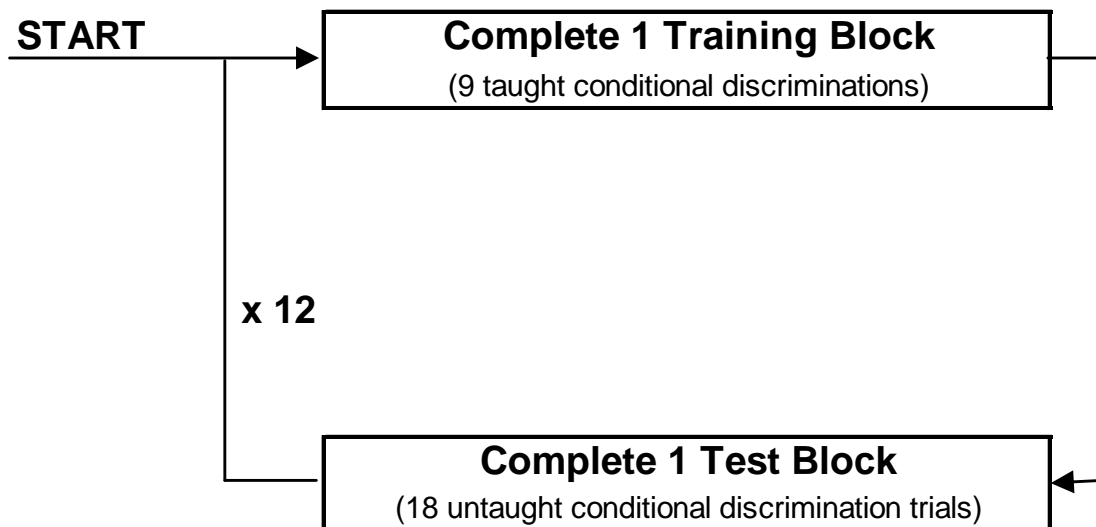 START
Complete 1 Training Block
(9 taught conditional discriminations)
x 12
Complete 1 Test Block
(18 untaught conditional discrimination trials)